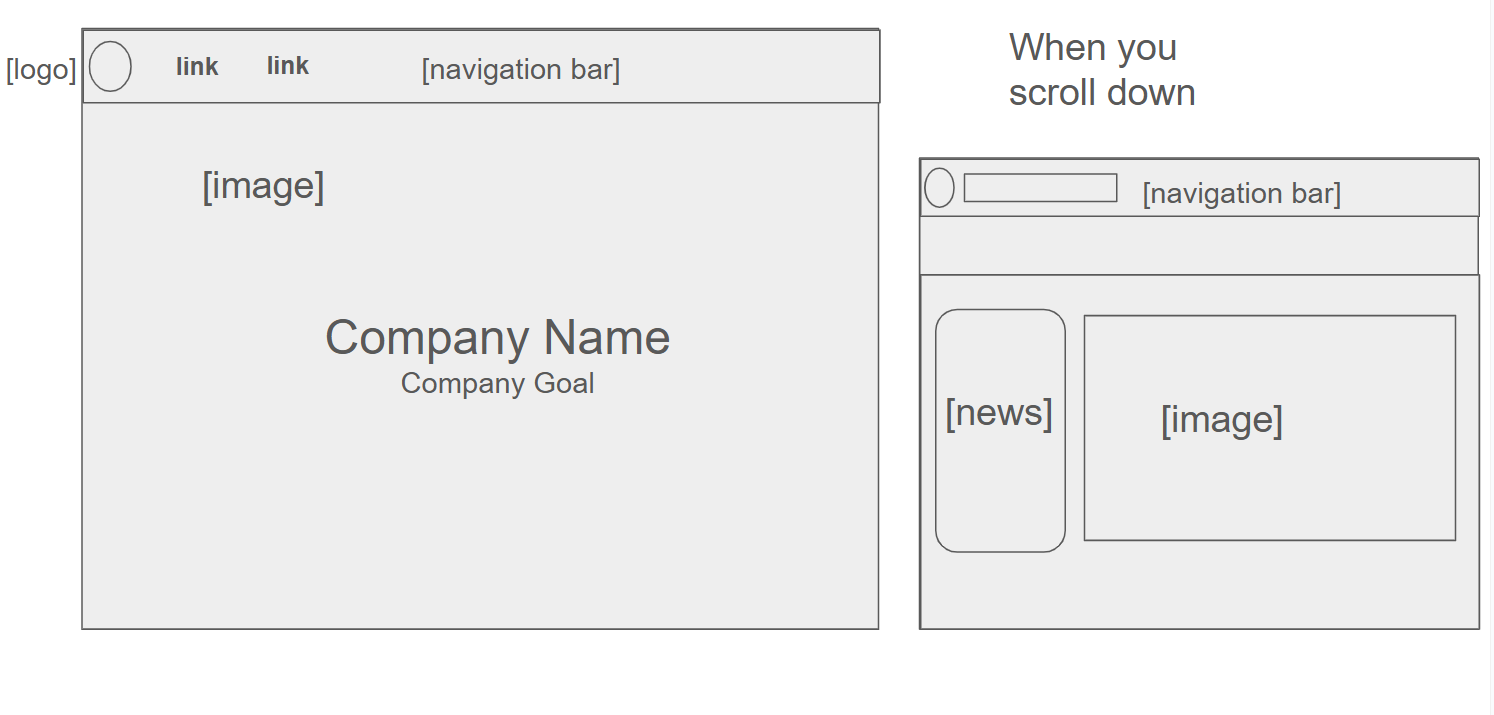 [logo]
link
link
[navigation bar]
[image]
Company Name
Company Goal
When you
scroll down
[navigation bar]
[news]
[image]